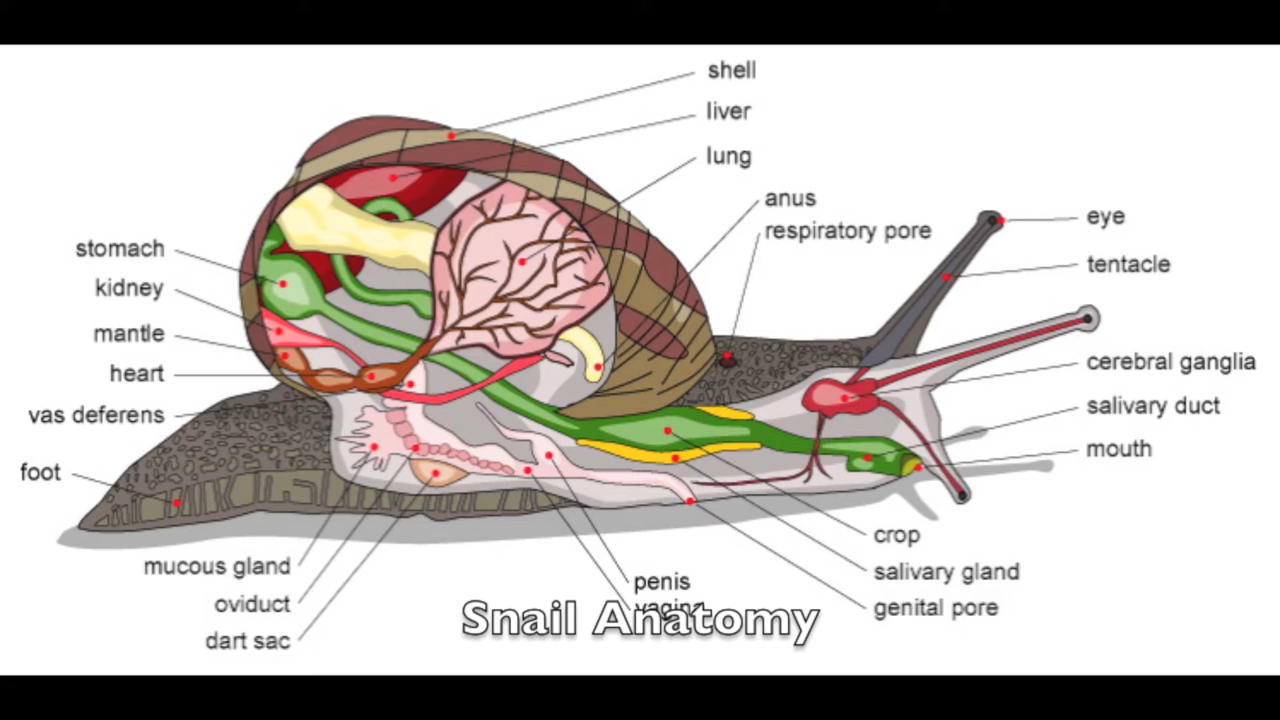 shell
liver
lung
anus
respiratory pore
eye
tentacle
cerebral ganglia
salivary duct
mouth
stomach
kidney
mantle
heart
vas deferens
foot
mucous gland
oviduct
dart sac
penis
vagina
crop
salivary gland
genital pore
Snail Anatomy